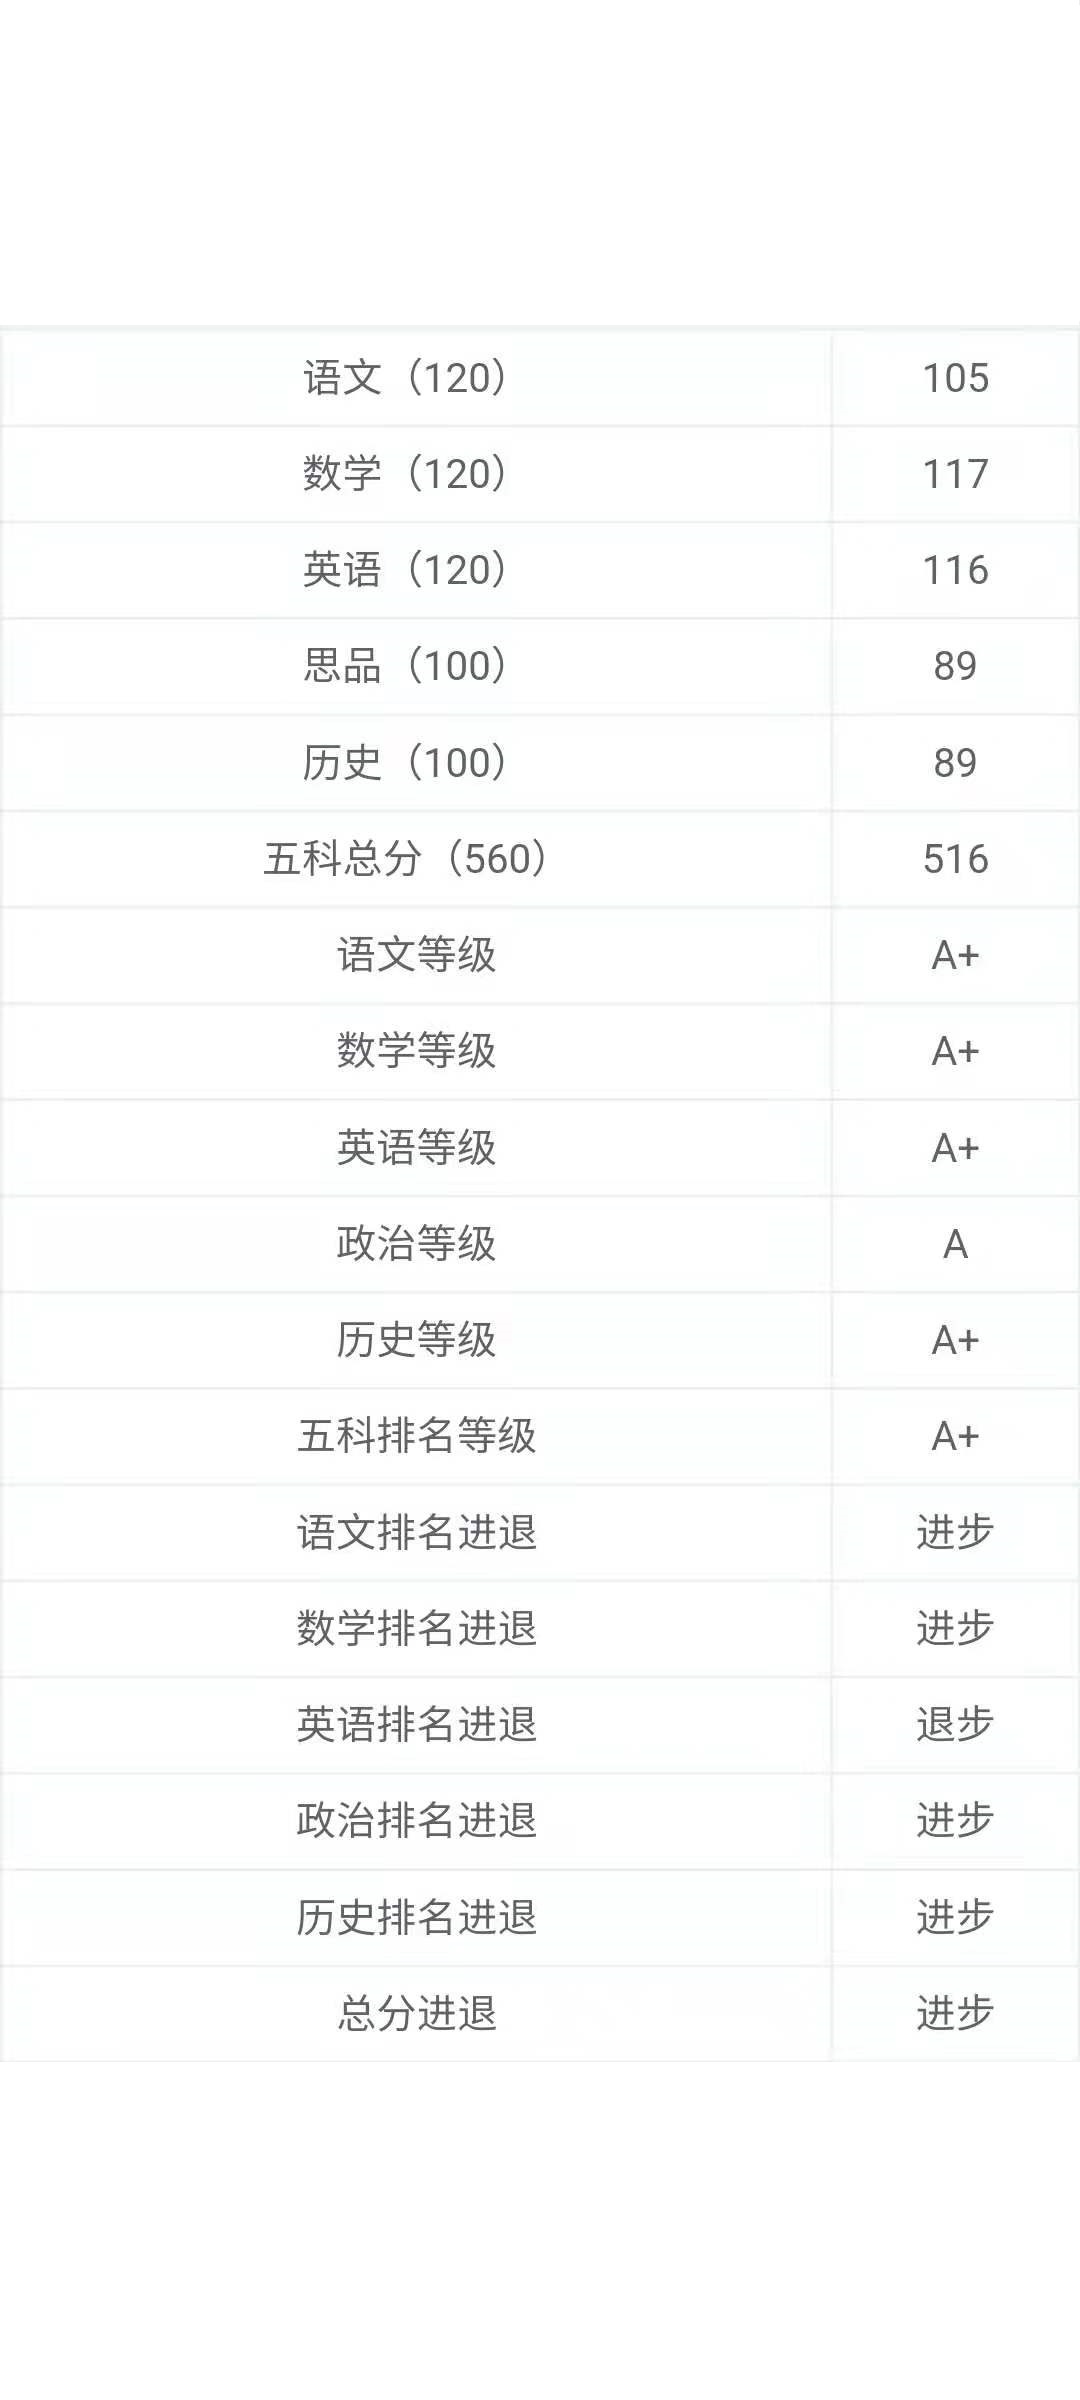 语文（120） 105
数学（120） 117
英语（120） 116
思品（100） 89
历史（100） 89
五科总分（560） 516
语文等级 A+
数学等级 A+
英语等级 A+
政治等级 A
历史等级 A+
五科排名等级 A+
语文排名进退 进步
数学排名进退 进步
英语排名进退 退步
政治排名进退 进步
历史排名进退 进步
总分进退 进步